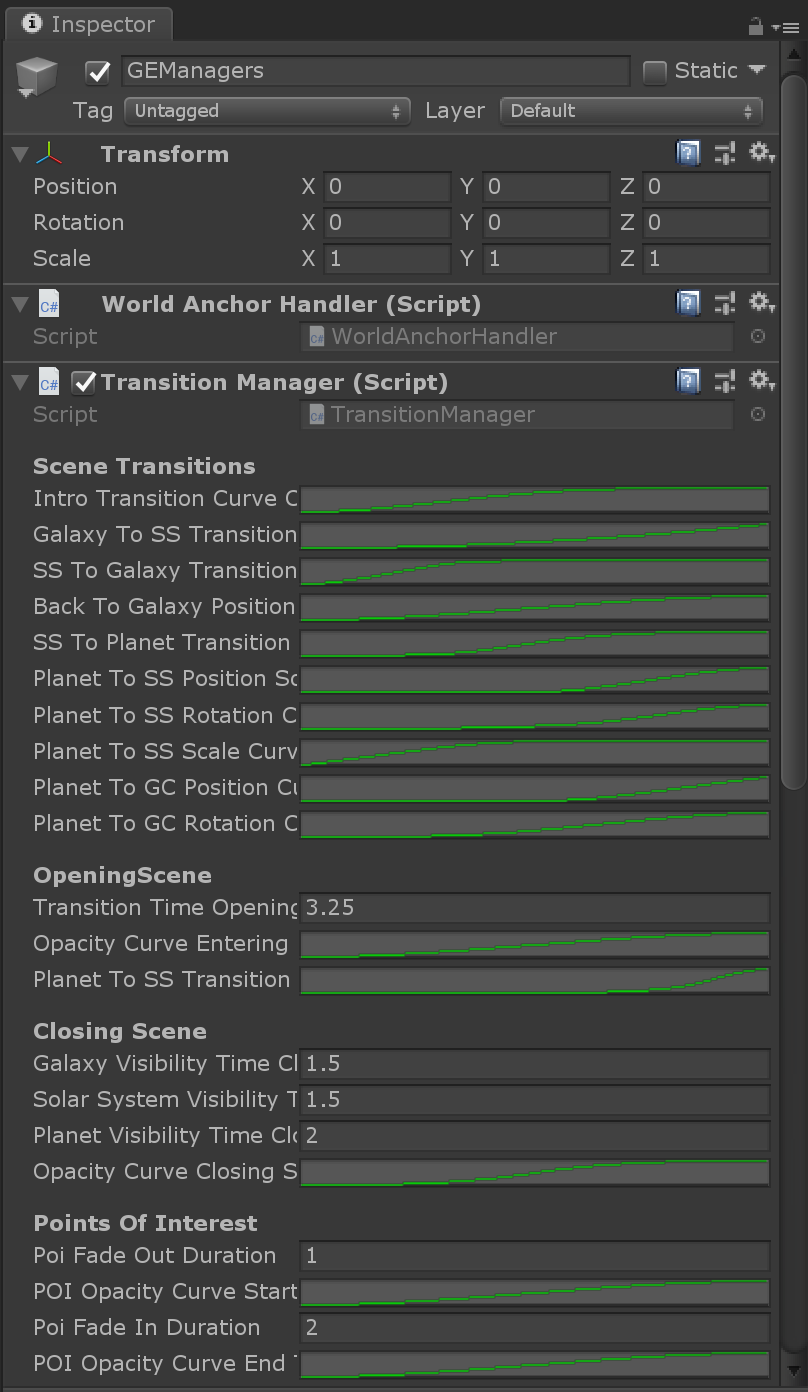 Inspector
GEManagers Static
Tag Untagged Layer Default
Transform
Position X 0 Y 0 Z 0
Rotation X 0 Y 0 Z 0
Scale X 1 Y 1 Z 1
C# World Anchor Handler (Script)
Script C# WorldAnchorHandler
C# Transition Manager (Script)
Script C# TransitionManager
Scene Transitions
Intro Transition Curve C
Galaxy To SS Transition
SS To Galaxy Transition
Back To Galaxy Position
SS To Planet Transition
Planet To SS Position Sc
Planet To SS Rotation C
Planet To SS Scale Curv
Planet To GC Position Cu
Planet To GC Rotation C
OpeningScene
Transition Time Opening 3.25
Opacity Curve Entering
Planet To SS Transition
Closing Scene
Galaxy Visibility Time Cl 1.5
Solar System Visibility T 1.5
Planet Visibility Time Clo 2
Opacity Curve Closing S
Points Of Interest
Poi Fade Out Duration 1
POI Opacity Curve Start
Poi Fade In Duration 2
POI Opacity Curve End